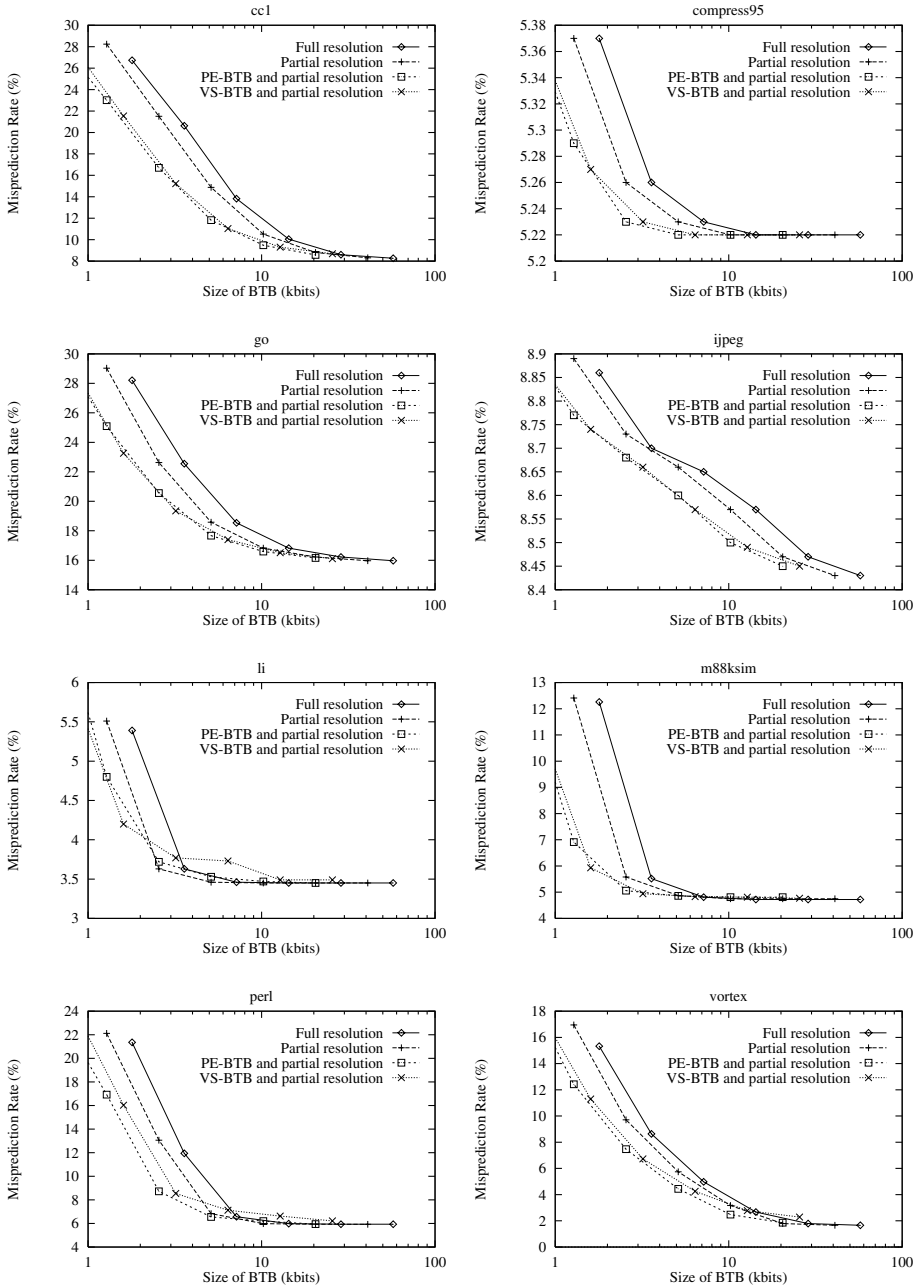 cc1
30
28
26
24
22
20
18
16
14
12
10
8
1
10
100
Misprediction Rate (%)
Size of BTB (kbits)
Full resolution
Partial resolution
PE-BTB and partial resolution
VS-BTB and partial resolution
compress95
5.38
5.36
5.34
5.32
5.3
5.28
5.26
5.24
5.22
5.2
1
10
100
Misprediction Rate (%)
Size of BTB (kbits)
Full resolution
Partial resolution
PE-BTB and partial resolution
VS-BTB and partial resolution
go
30
28
26
24
22
20
18
16
14
1
10
100
Misprediction Rate (%)
Size of BTB (kbits)
Full resolution
Partial resolution
PE-BTB and partial resolution
VS-BTB and partial resolution
ijpeg
8.9
8.85
8.8
8.75
8.7
8.65
8.6
8.55
8.5
8.45
8.4
1
10
100
Misprediction Rate (%)
Size of BTB (kbits)
Full resolution
Partial resolution
PE-BTB and partial resolution
VS-BTB and partial resolution
li
6
5.5
5
4.5
4
3.5
3
1
10
100
Misprediction Rate (%)
Size of BTB (kbits)
Full resolution
Partial resolution
PE-BTB and partial resolution
VS-BTB and partial resolution
m88ksim
13
12
11
10
9
8
7
6
5
4
1
10
100
Misprediction Rate (%)
Size of BTB (kbits)
Full resolution
Partial resolution
PE-BTB and partial resolution
VS-BTB and partial resolution
perl
24
22
20
18
16
14
12
10
8
6
4
1
10
100
Misprediction Rate (%)
Size of BTB (kbits)
Full resolution
Partial resolution
PE-BTB and partial resolution
VS-BTB and partial resolution
vortex
18
16
14
12
10
8
6
4
2
0
1
10
100
Misprediction Rate (%)
Size of BTB (kbits)
Full resolution
Partial resolution
PE-BTB and partial resolution
VS-BTB and partial resolution